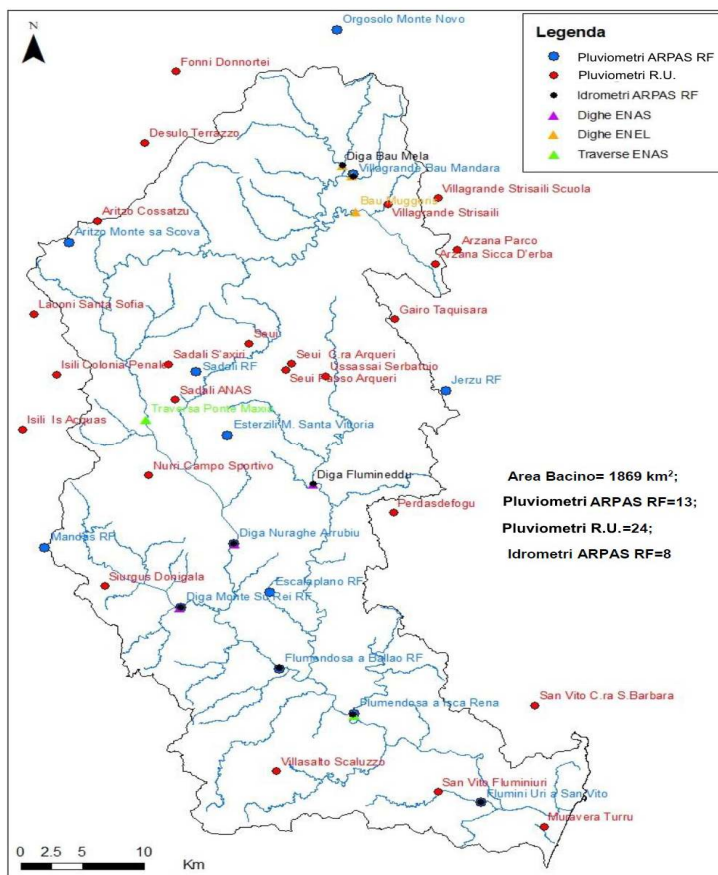 Orgosolo Monte Novo
N
Legenda
Pluviometri ARPAS RF
Pluviometri R.U.
Idrometri ARPAS RF
Dighe ENAS
Dighe ENEL
Traverse ENAS
Fonni Donnortei
Desulo Terrazzo
Diga Bau Mela
Villagrande Bau Mandara
Villagrande Strisaili Scuola
Bau Muggeris
Villagrande Strisaili
Aritzo Cossatzu
Aritzo Monte sa Scova
Arzana Parco
Arzana Sicca D'erba
Laconi Santa Sofia
Gairo Taquisara
Seui
Sadali S'axiri
Seui C.ra Arqueri
Isili Colonia Penale
Sadali RF
Seui Passo Arqueri
Ussassai Serbatoio
Jerzu RF
Sadali ANAS
Traversa Ponte Maxia
Isili Is Acquas
Esterzili M. Santa Vittoria
Nurri Campo Sportivo
Diga Flumineddu
Area Bacino= 1869 km²;
Pluviometri ARPAS RF=13;
Pluviometri R.U.=24;
Idrometri ARPAS RF=8
Perdasdefogu
Diga Nuraghe Arrubiu
Mandas RF
Siurgus Donigala
Escalaplano RF
Diga Monte Su Rei RF
Flumendosa a Ballao RF
San Vito C.ra S.Barbara
Flumendosa a Isca Rena
Villasalto Scaluzzo
San Vito Fluminiuri
Flumini Uri a San Vito
Muravera Turru
0 2.5 5 10
Km